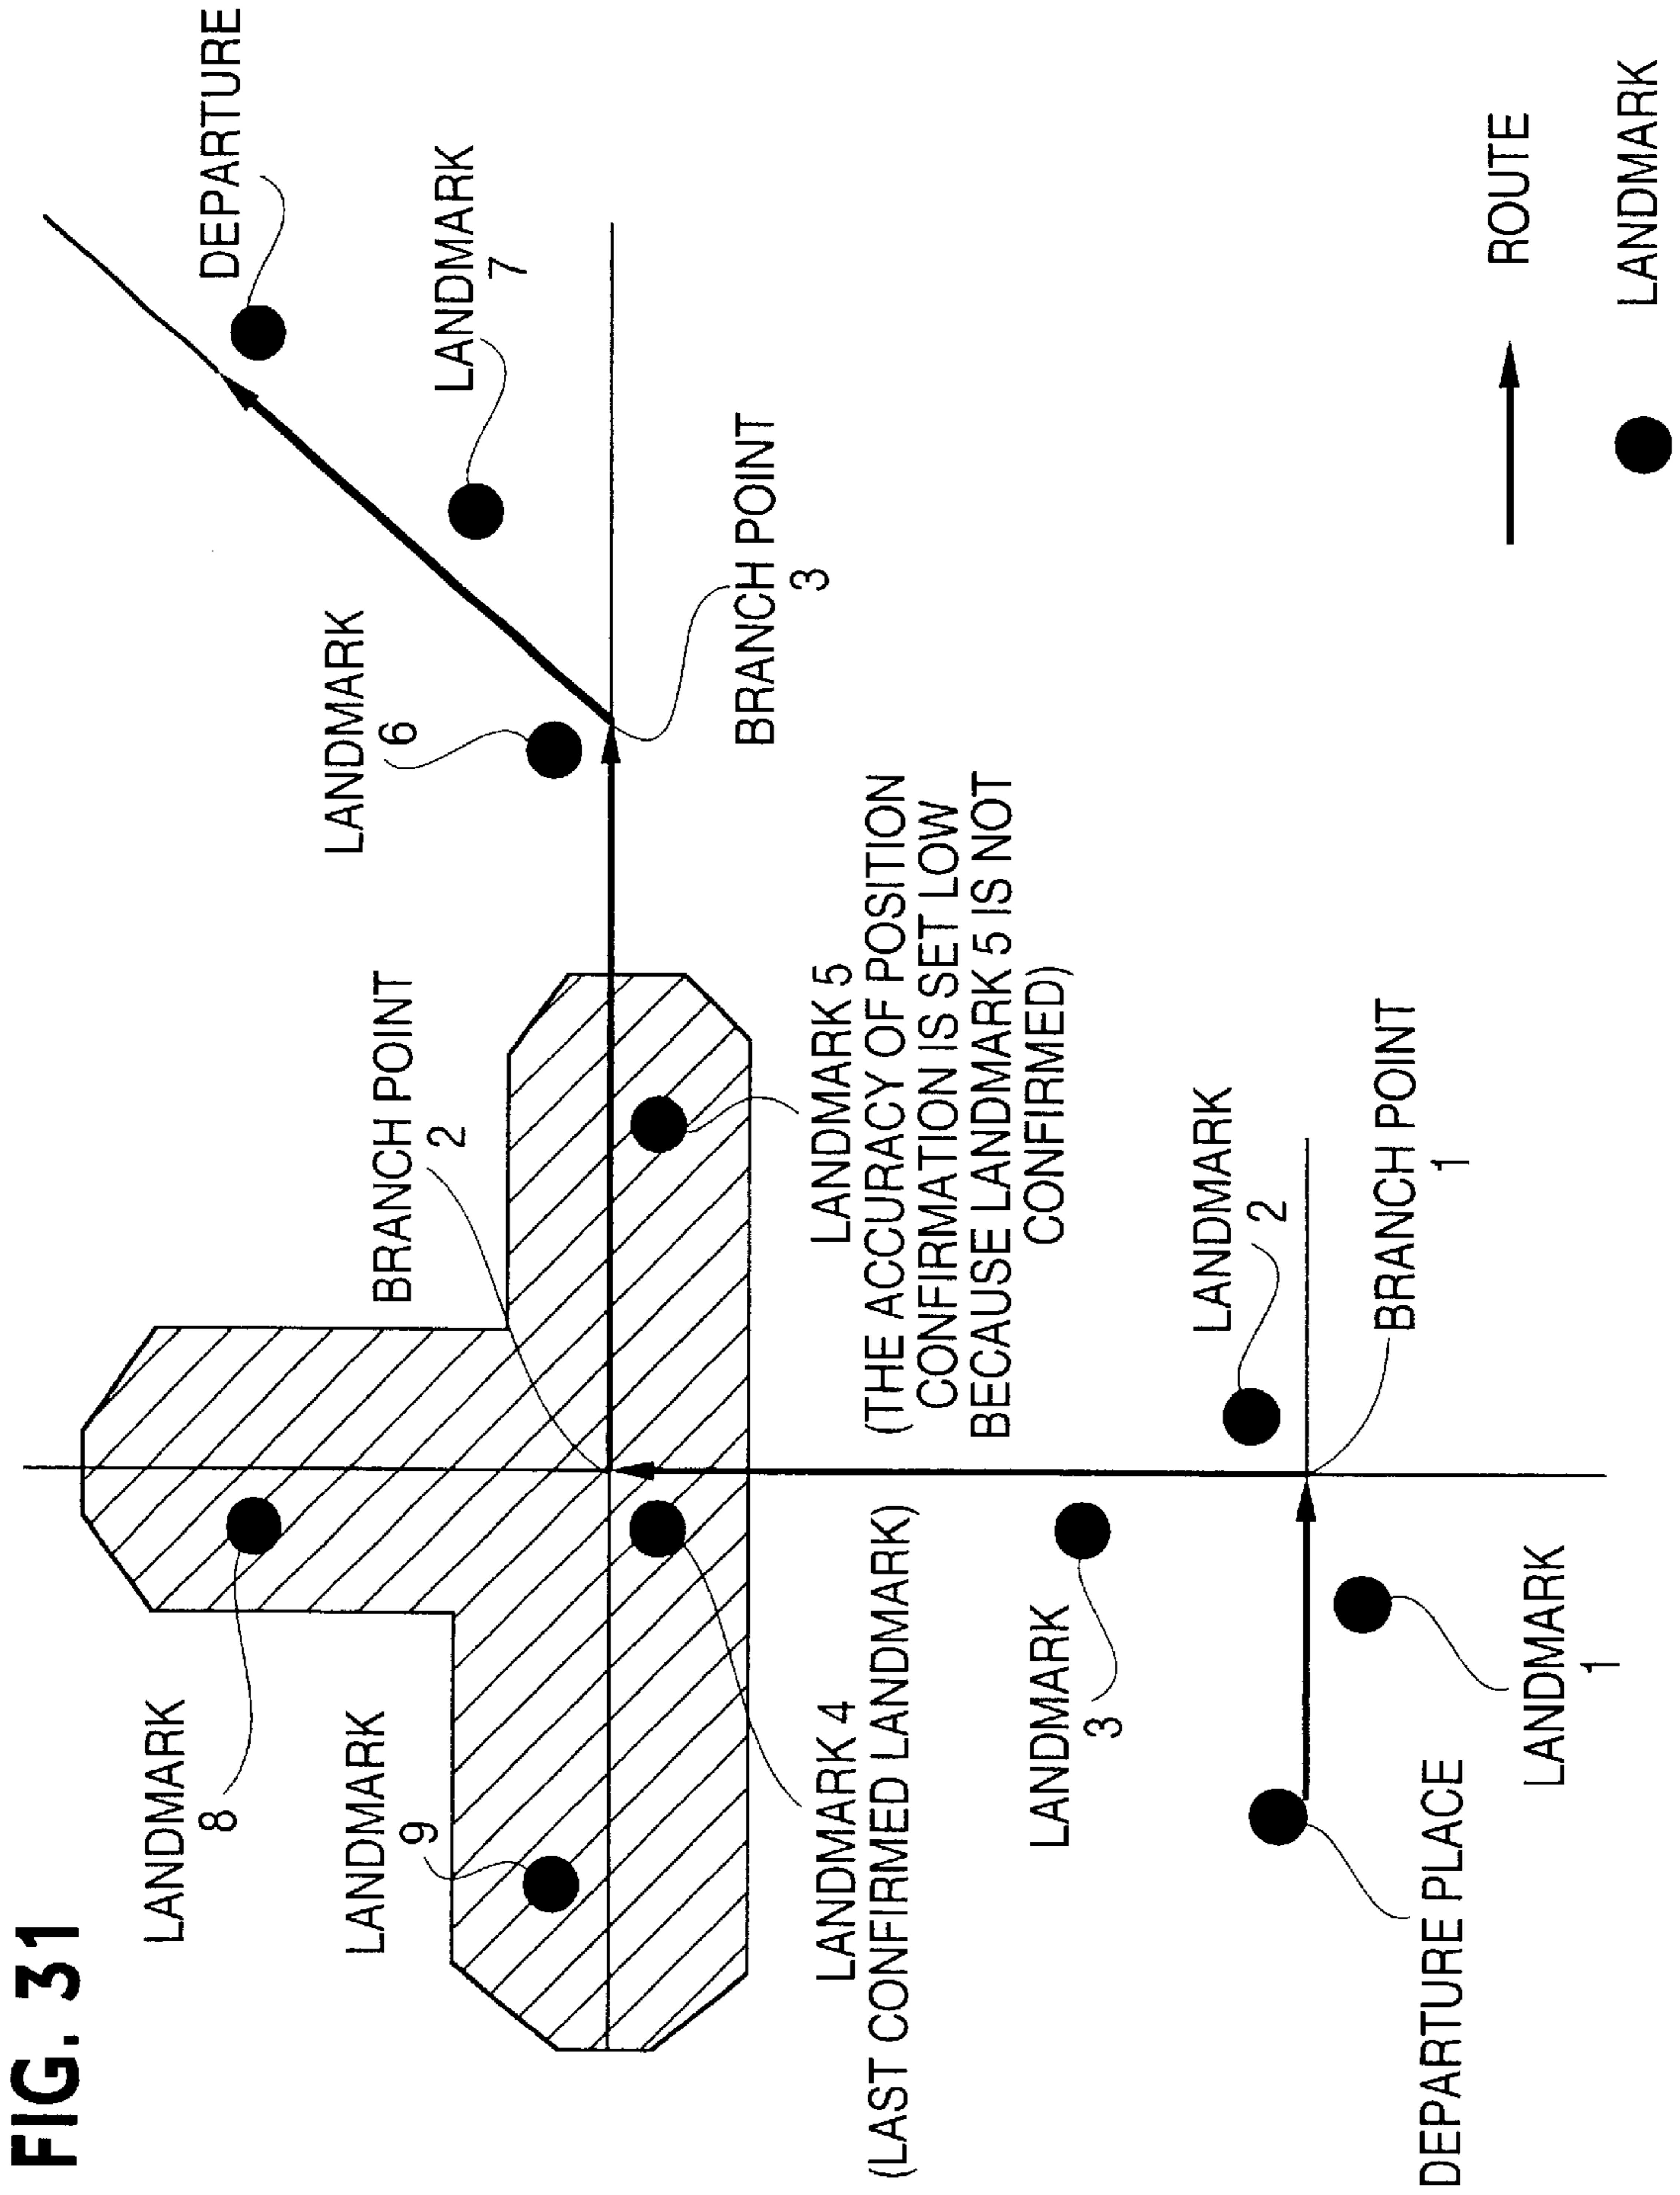 FIG. 31
LANDMARK
8
LANDMARK
9
BRANCH POINT
2
LANDMARK
6
LANDMARK
7
DEPARTURE
LANDMARK 4
(LAST CONFIRMED LANDMARK)
LANDMARK 5
(THE ACCURACY OF POSITION
CONFIRMATION IS SET LOW
BECAUSE LANDMARK 5 IS NOT
CONFIRMED)
BRANCH POINT
3
LANDMARK
3
LANDMARK
2
DEPARTURE PLACE
LANDMARK
1
BRANCH POINT
1
ROUTE
LANDMARK